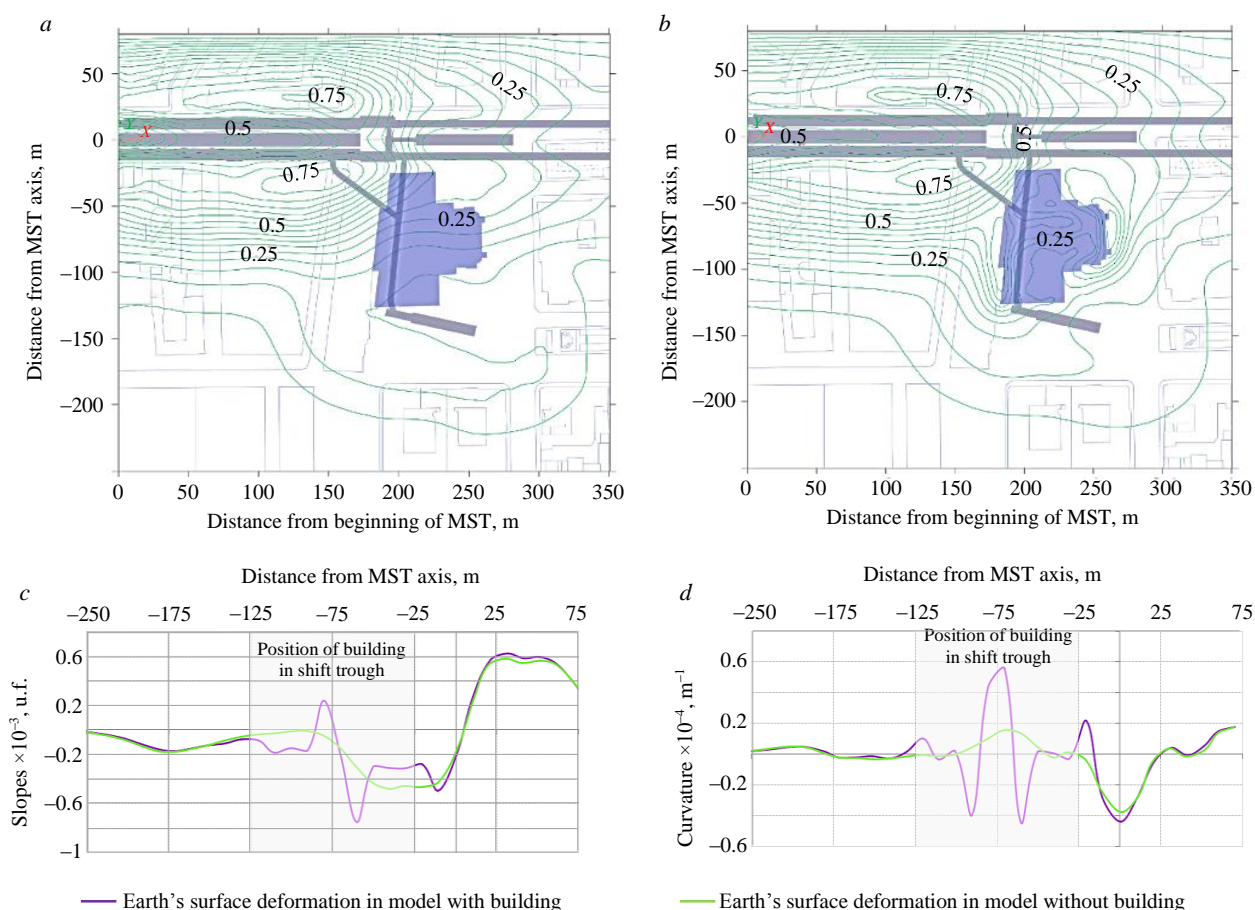 a
50
0
−50
−100
−150
−200
Distance from MST axis, m
0.25
0.75
Y
X
0.5
0.75
0.5
0.25
0.25
0 50 100 150 200 250 300 350
Distance from beginning of MST, m
b
50
0
−50
−100
−150
−200
Distance from MST axis, m
0.25
0.75
Y
X
0.5
0.5
0.75
0.5
0.25
0.25
0 50 100 150 200 250 300 350
Distance from beginning of MST, m
c
Distance from MST axis, m
−250 −175 −125 −75 −25 25 75
Position of building
in shift trough
0.6
0.2
−0.2
−0.6
−1
Slopes ×10⁻³, u.f.
d
Distance from MST axis, m
−250 −175 −125 −75 −25 25 75
Position of building
in shift trough
0.6
0.2
−0.2
−0.6
Curvature ×10⁻⁴, m⁻¹
Earth's surface deformation in model with building
Earth's surface deformation in model without building